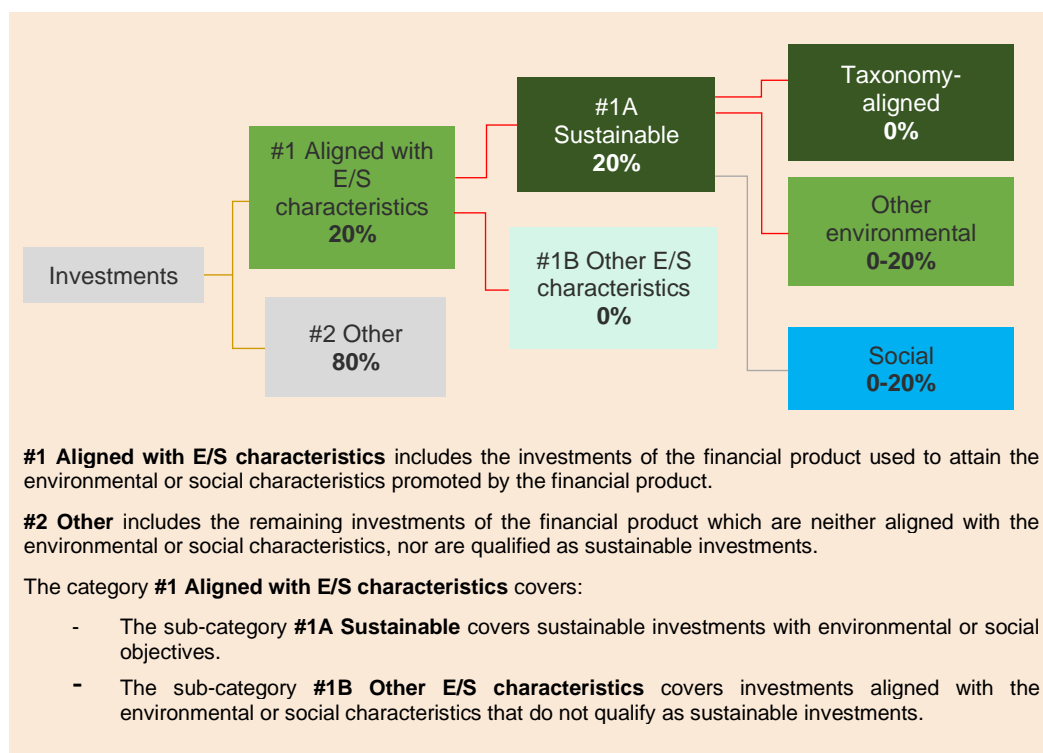 Investments
#1 Aligned with
E/S
characteristics
20%
#2 Other
80%
#1A
Sustainable
20%
#1B Other E/S
characteristics
0%
Taxonomy-
aligned
0%
Other
environmental
0-20%
Social
0-20%
#1 Aligned with E/S characteristics includes the investments of the financial product used to attain the
environmental or social characteristics promoted by the financial product.
#2 Other includes the remaining investments of the financial product which are neither aligned with the
environmental or social characteristics, nor are qualified as sustainable investments.
The category #1 Aligned with E/S characteristics covers:
- The sub-category #1A Sustainable covers sustainable investments with environmental or social
objectives.
- The sub-category #1B Other E/S characteristics covers investments aligned with the
environmental or social characteristics that do not qualify as sustainable investments.